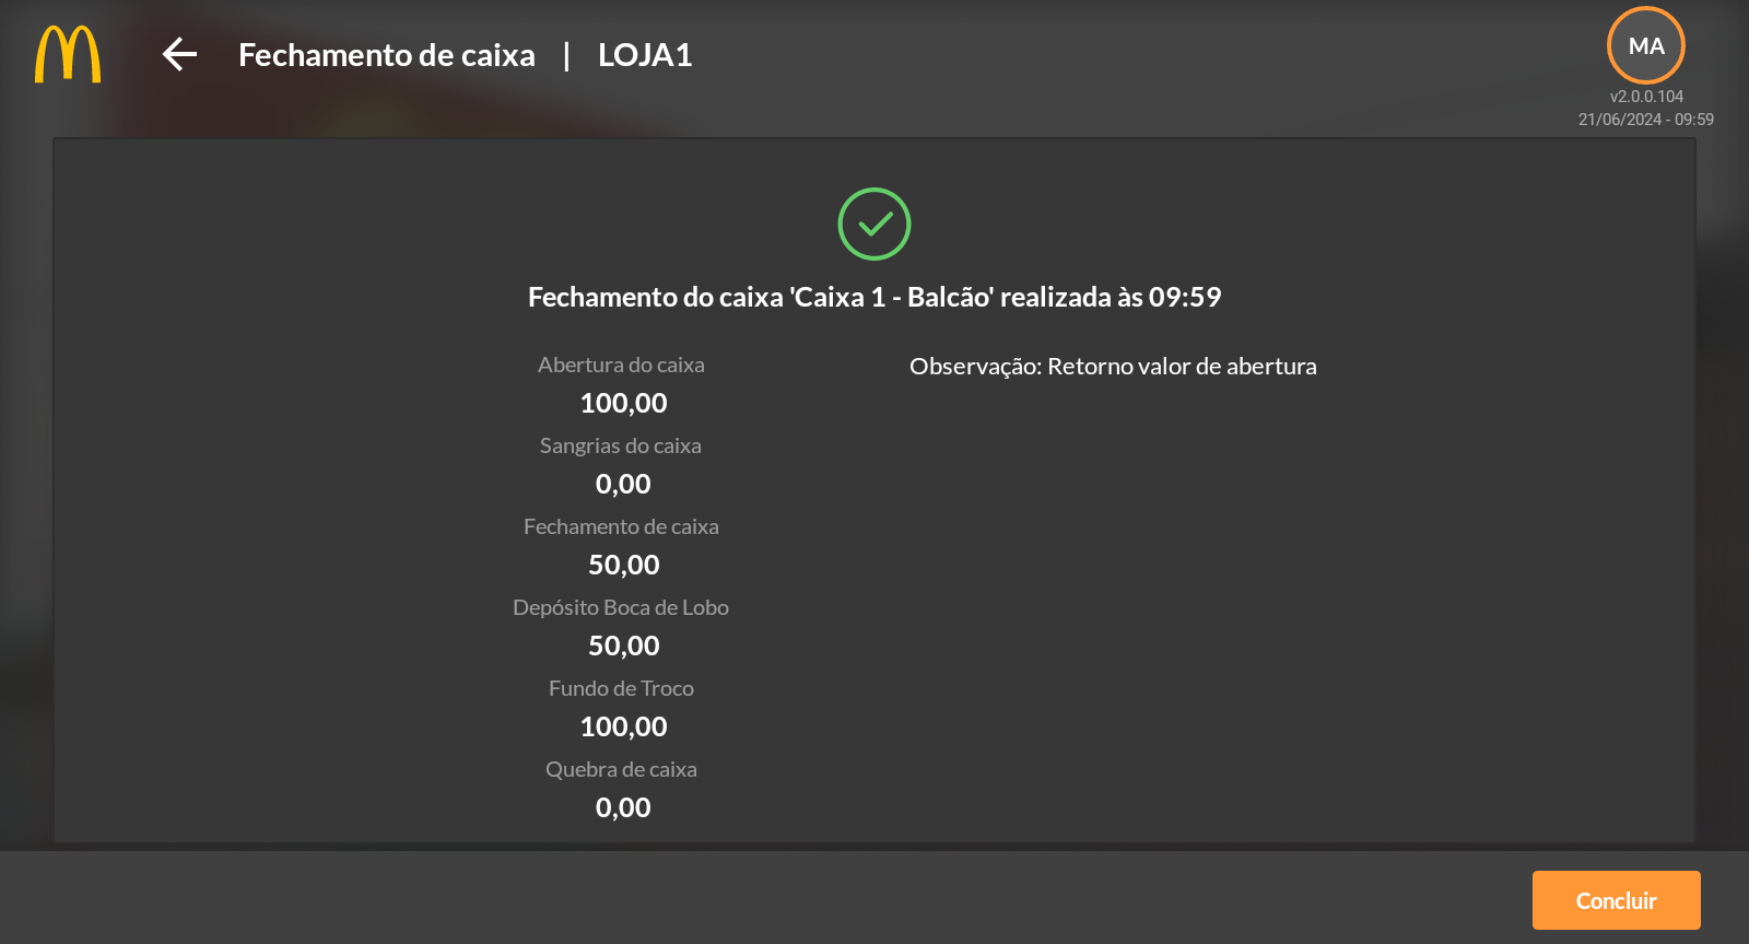 Fechamento de caixa | LOJA1
MA
v2.0.0.104
21/06/2024 - 09:59
Fechamento do caixa 'Caixa 1 - Balcão' realizada às 09:59
Abertura do caixa
100,00
Sangrias do caixa
0,00
Fechamento de caixa
50,00
Depósito Boca de Lobo
50,00
Fundo de Troco
100,00
Quebra de caixa
0,00
Observação: Retorno valor de abertura
Concluir